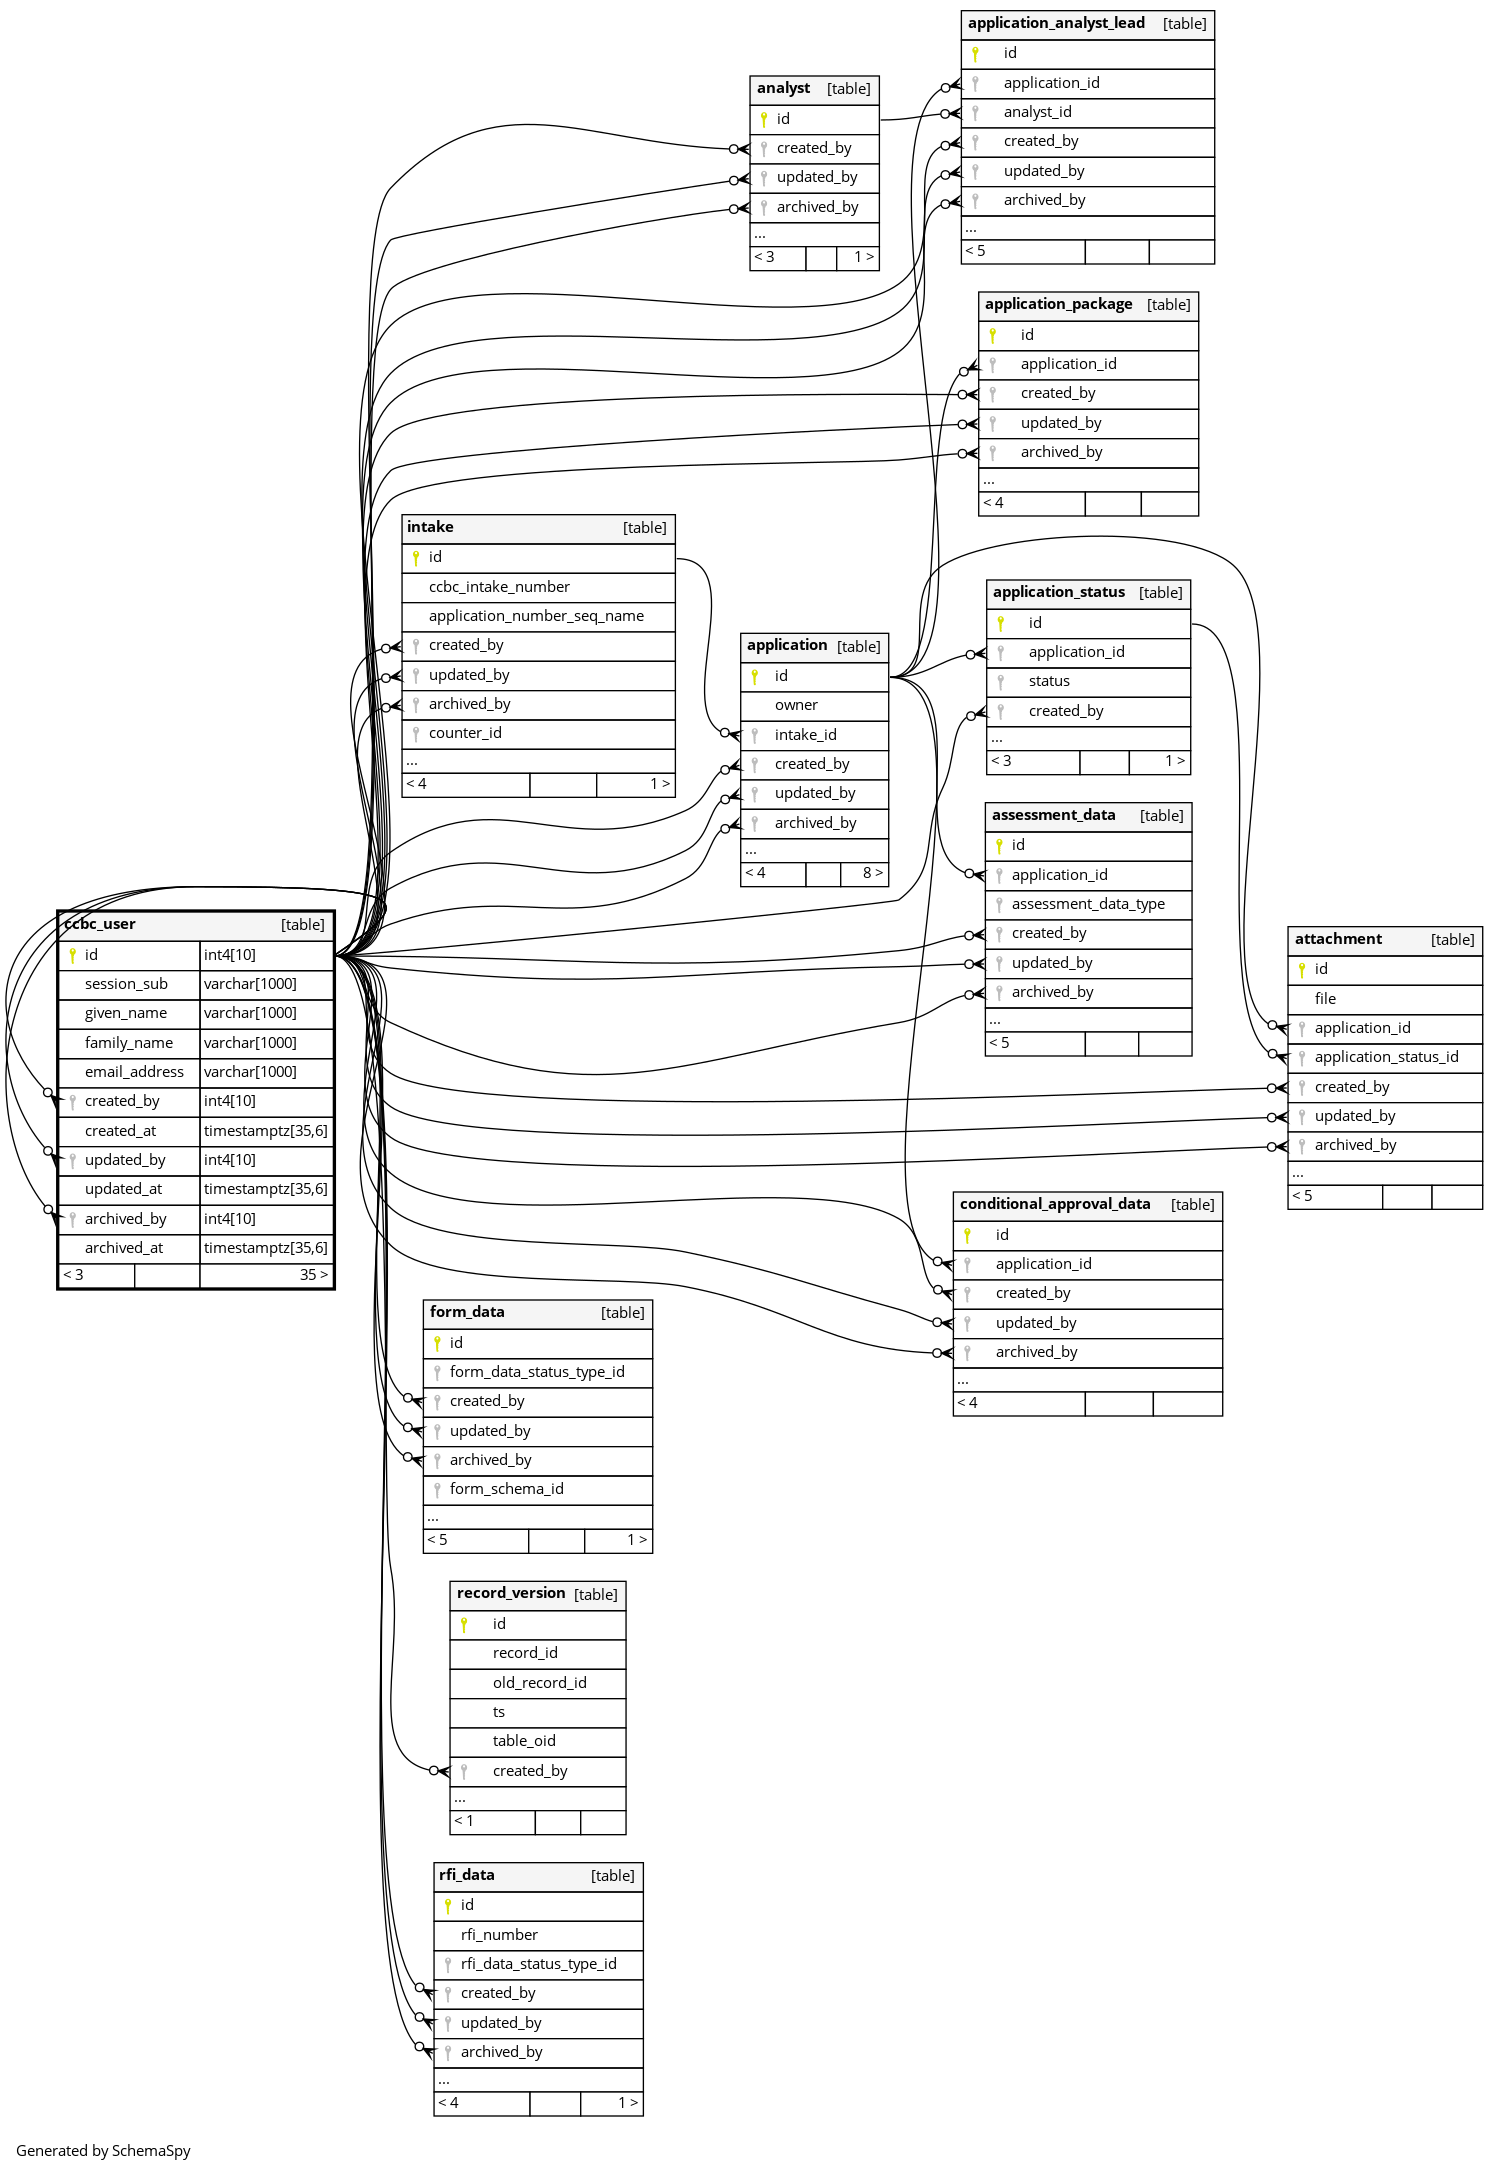 application_analyst_lead [table]
id
application_id
analyst_id
created_by
updated_by
archived_by
...
< 5
analyst [table]
id
created_by
updated_by
archived_by
...
< 3 1 >
application_package [table]
id
application_id
created_by
updated_by
archived_by
...
< 4
intake [table]
id
ccbc_intake_number
application_number_seq_name
created_by
updated_by
archived_by
counter_id
...
< 4 1 >
application [table]
id
owner
intake_id
created_by
updated_by
archived_by
...
< 4 8 >
application_status [table]
id
application_id
status
created_by
...
< 3 1 >
assessment_data [table]
id
application_id
assessment_data_type
created_by
updated_by
archived_by
...
< 5
attachment [table]
id
file
application_id
application_status_id
created_by
updated_by
archived_by
...
< 5
ccbc_user [table]
id int4[10]
session_sub varchar[1000]
given_name varchar[1000]
family_name varchar[1000]
email_address varchar[1000]
created_by int4[10]
created_at timestamptz[35,6]
updated_by int4[10]
updated_at timestamptz[35,6]
archived_by int4[10]
archived_at timestamptz[35,6]
< 3 35 >
conditional_approval_data [table]
id
application_id
created_by
updated_by
archived_by
...
< 4
form_data [table]
id
form_data_status_type_id
created_by
updated_by
archived_by
form_schema_id
...
< 5 1 >
record_version [table]
id
record_id
old_record_id
ts
table_oid
created_by
...
< 1
rfi_data [table]
id
rfi_number
rfi_data_status_type_id
created_by
updated_by
archived_by
...
< 4 1 >
Generated by SchemaSpy